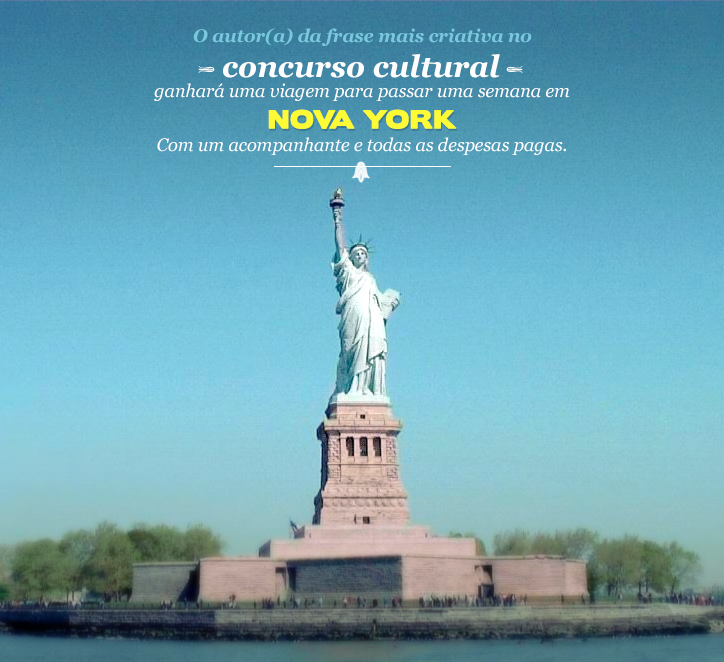 O autor(a) da frase mais criativa no
concurso cultural
ganhará uma viagem para passar uma semana em
NOVA YORK
Com um acompanhante e todas as despesas pagas.